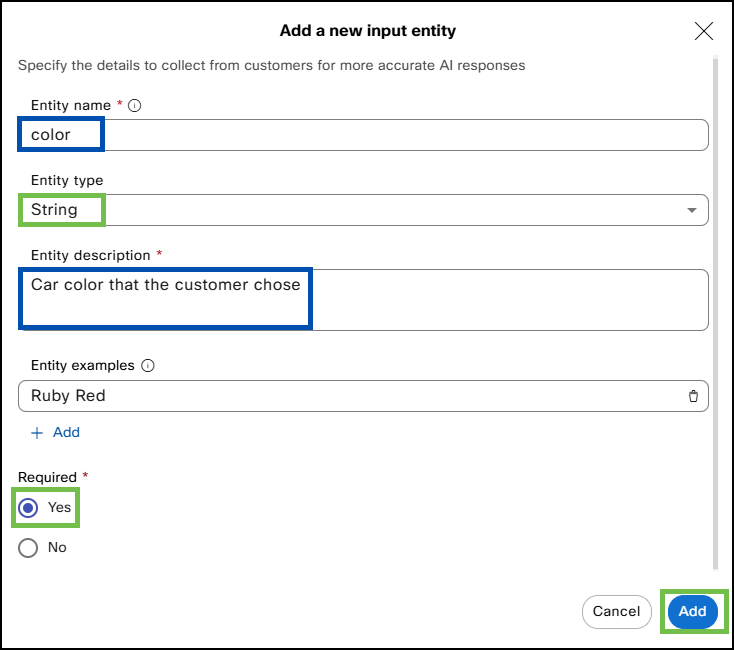 Add a new input entity
Specify the details to collect from customers for more accurate AI responses
Entity name *
color
Entity type
String
Entity description *
Car color that the customer chose
Entity examples
Ruby Red
+ Add
Required *
Yes
No
Cancel Add